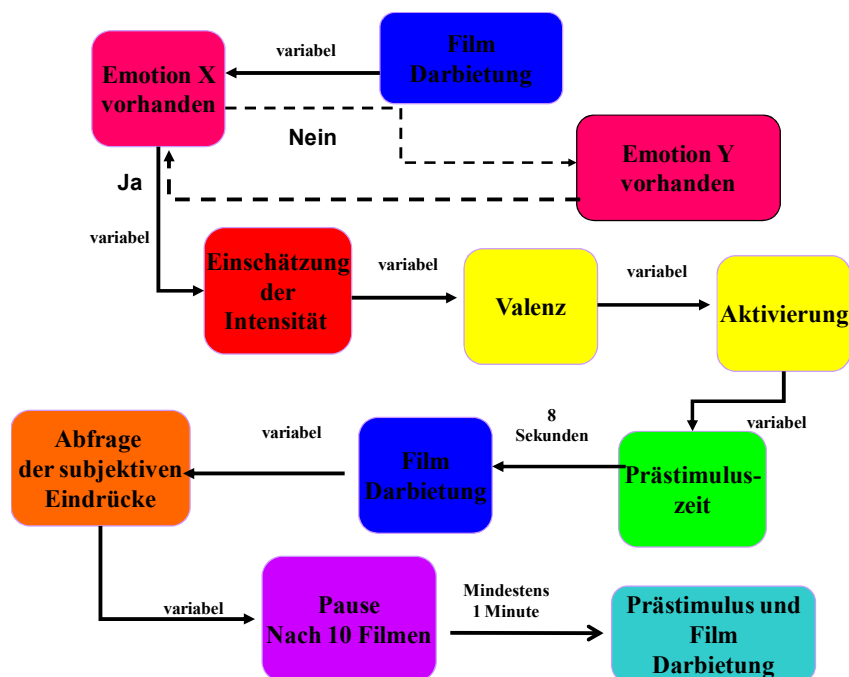 variabel
Film
Darbietung
Emotion X
vorhanden
Nein
Emotion Y
vorhanden
Ja
variabel
Einschätzung
der
Intensität
variabel
Valenz
variabel
Aktivierung
variabel
Prästimulus-
zeit
8
Sekunden
Film
Darbietung
variabel
Abfrage
der subjektiven
Eindrücke
variabel
Pause
Nach 10 Filmen
Mindestens
1 Minute
Prästimulus und
Film
Darbietung